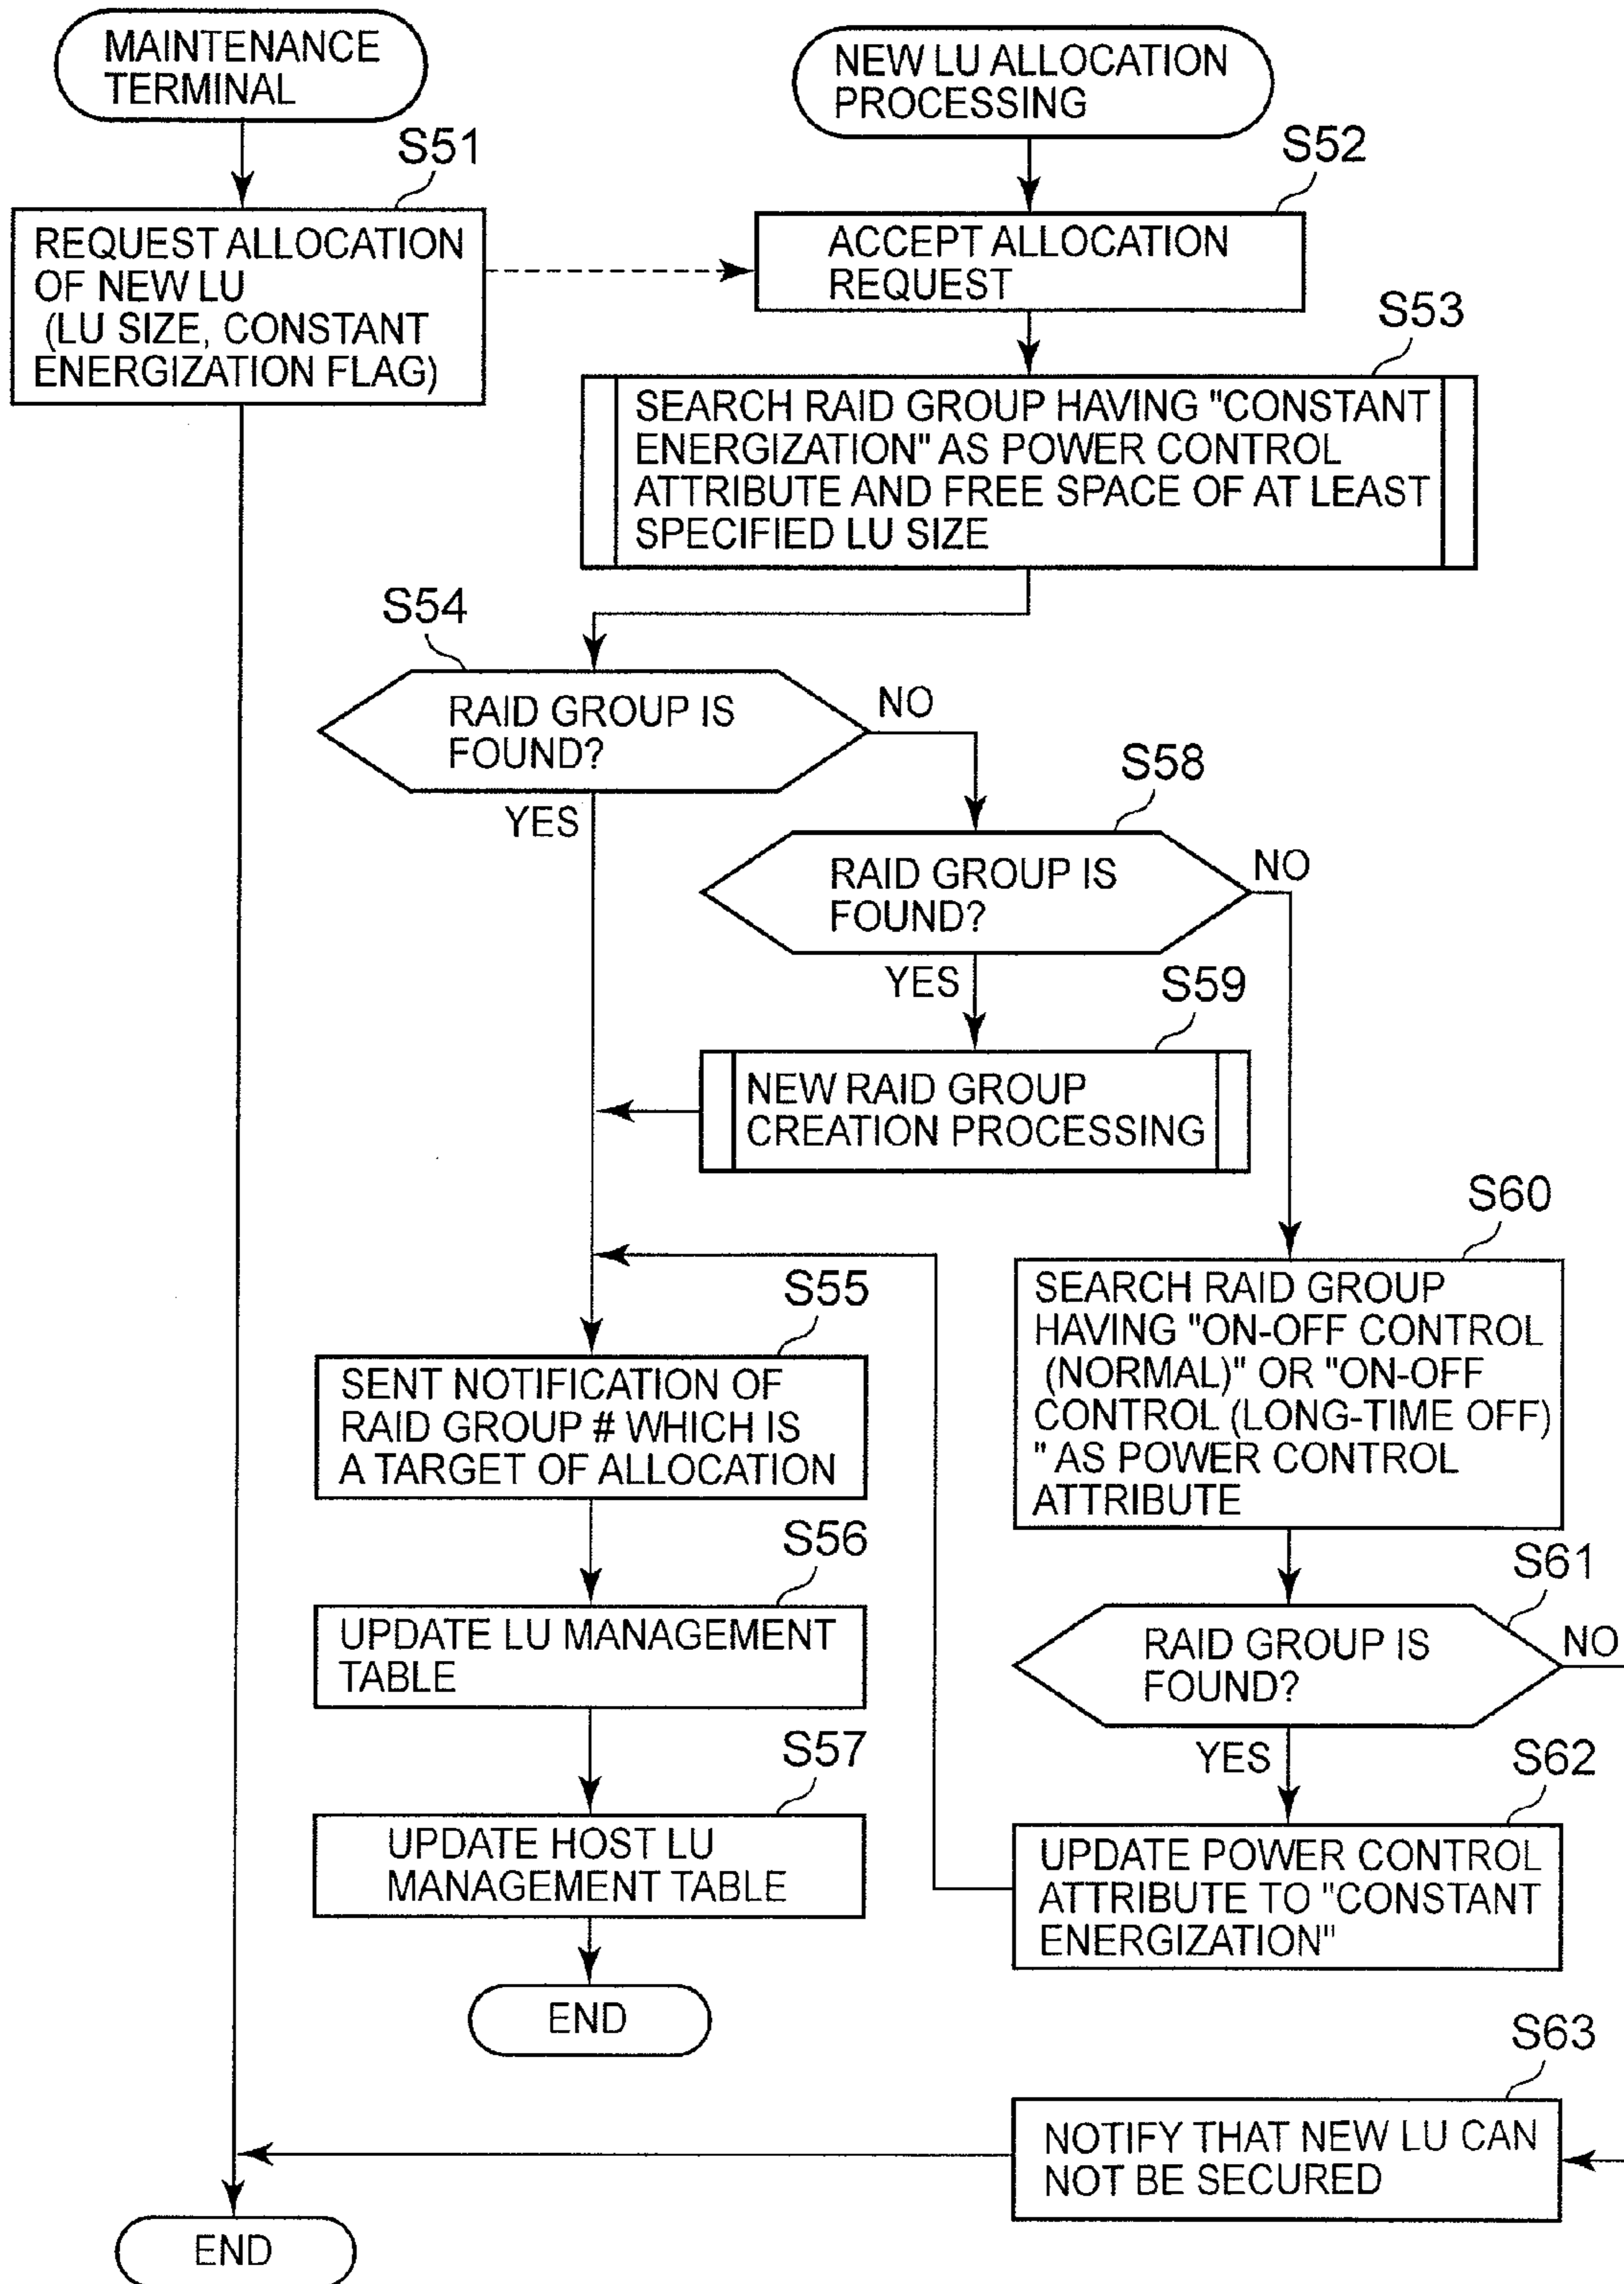 MAINTENANCE
TERMINAL
NEW LU ALLOCATION
PROCESSING
S51
S52
REQUEST ALLOCATION
OF NEW LU
(LU SIZE, CONSTANT
ENERGIZATION FLAG)
ACCEPT ALLOCATION
REQUEST
S53
SEARCH RAID GROUP HAVING "CONSTANT
ENERGIZATION" AS POWER CONTROL
ATTRIBUTE AND FREE SPACE OF AT LEAST
SPECIFIED LU SIZE
S54
RAID GROUP IS
FOUND?
NO
YES
S58
RAID GROUP IS
FOUND?
NO
YES
S59
NEW RAID GROUP
CREATION PROCESSING
S60
SEARCH RAID GROUP
HAVING "ON-OFF CONTROL
(NORMAL)" OR "ON-OFF
CONTROL (LONG-TIME OFF)
" AS POWER CONTROL
ATTRIBUTE
S55
SENT NOTIFICATION OF
RAID GROUP # WHICH IS
A TARGET OF ALLOCATION
S56
UPDATE LU MANAGEMENT
TABLE
S61
RAID GROUP IS
FOUND?
NO
YES
S57
UPDATE HOST LU
MANAGEMENT TABLE
S62
UPDATE POWER CONTROL
ATTRIBUTE TO "CONSTANT
ENERGIZATION"
END
S63
NOTIFY THAT NEW LU CAN
NOT BE SECURED
END